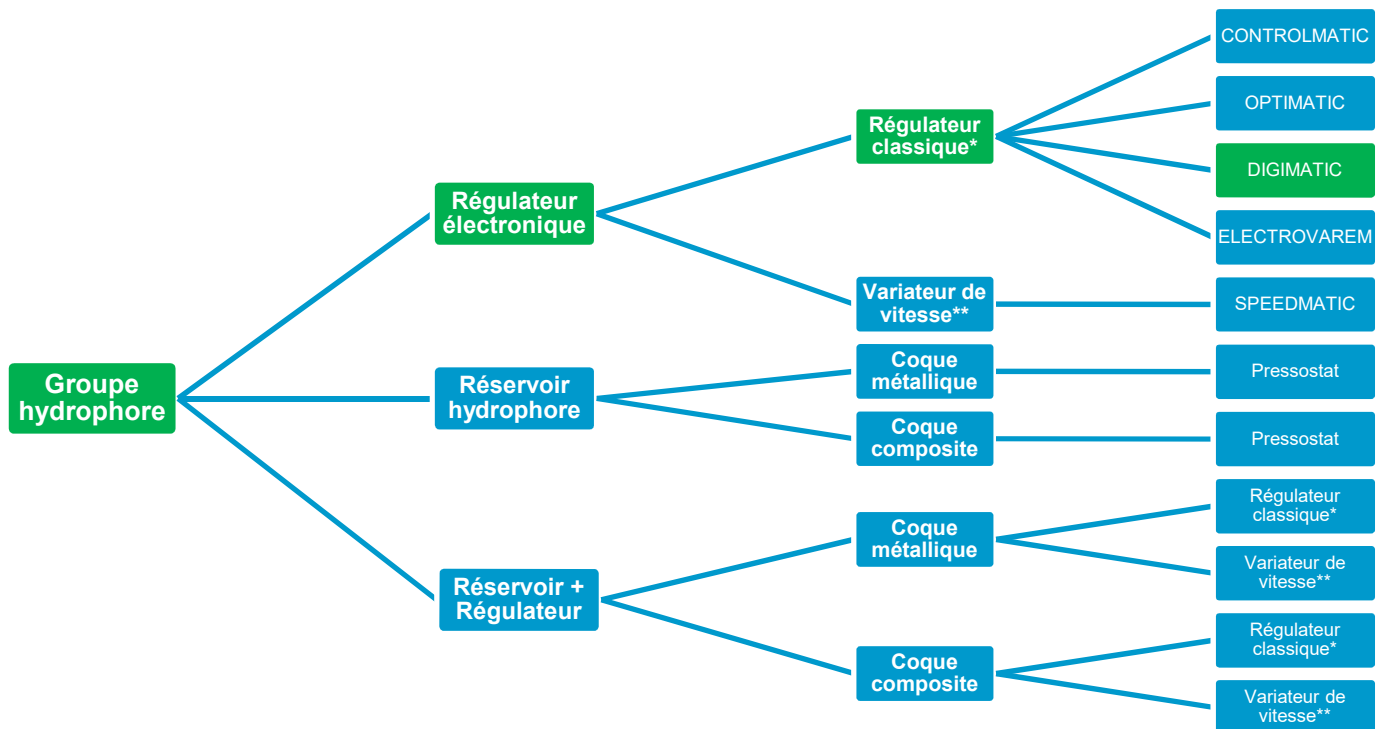 Groupe
hydrophore
Régulateur
électronique
Réservoir
hydrophore
Réservoir +
Régulateur
Régulateur
classique*
Variateur de
vitesse**
Coque
métallique
Coque
composite
Coque
métallique
Coque
composite
CONTROLMATIC
OPTIMATIC
DIGIMATIC
ELECTROVAREM
SPEEDMATIC
Pressostat
Pressostat
Régulateur
classique*
Variateur de
vitesse**
Régulateur
classique*
Variateur de
vitesse**